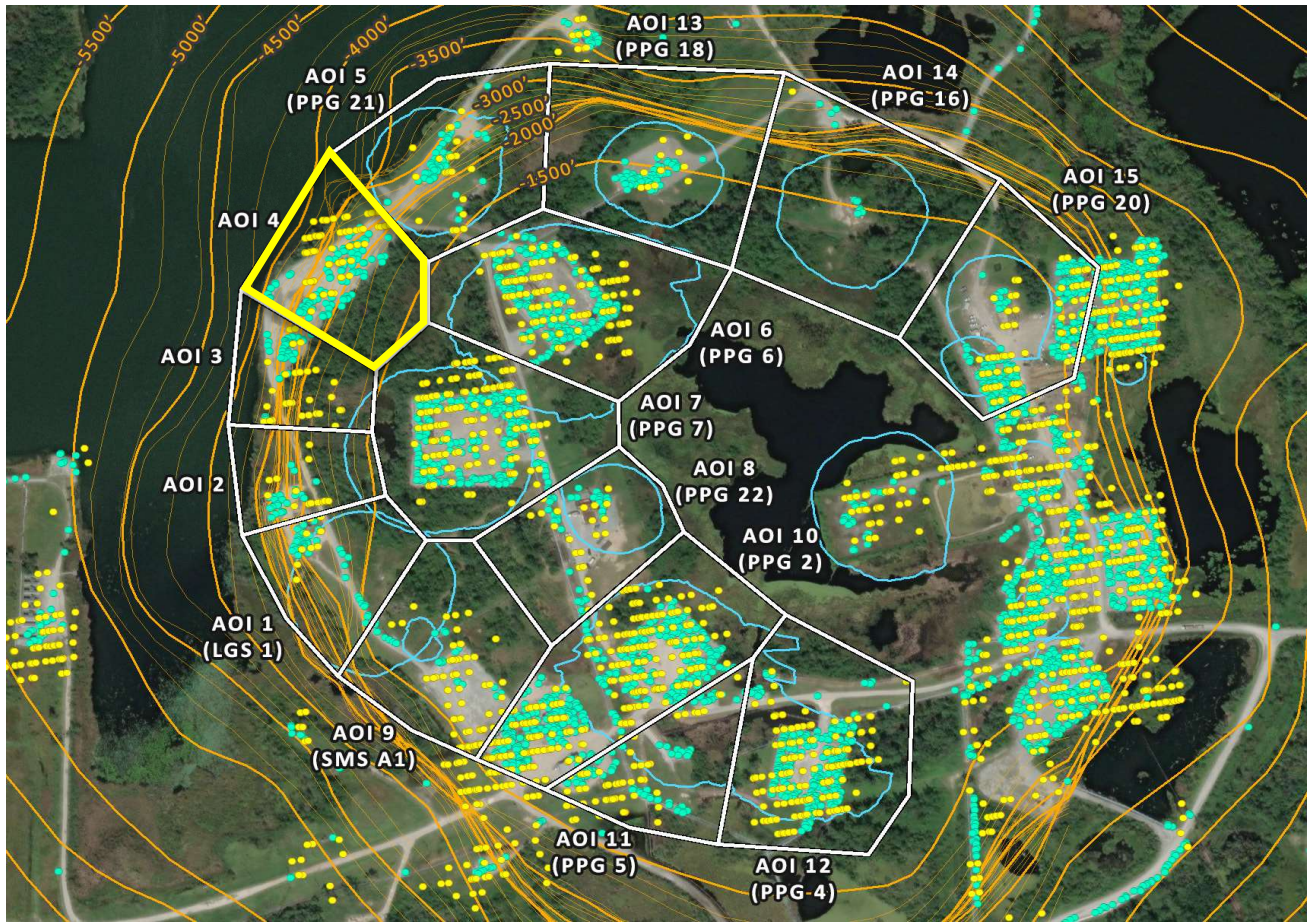 -5500'
-5000'
-4500'
-4000'
-3500'
-3000'
-2500'
-2000'
-1500'
AOI 13
(PPG 18)
AOI 5
(PPG 21)
AOI 14
(PPG 16)
AOI 15
(PPG 20)
AOI 4
AOI 3
AOI 6
(PPG 6)
AOI 7
(PPG 7)
AOI 2
AOI 8
(PPG 22)
AOI 10
(PPG 2)
AOI 1
(LGS 1)
AOI 9
(SMS A1)
AOI 11
(PPG 5)
AOI 12
(PPG 4)